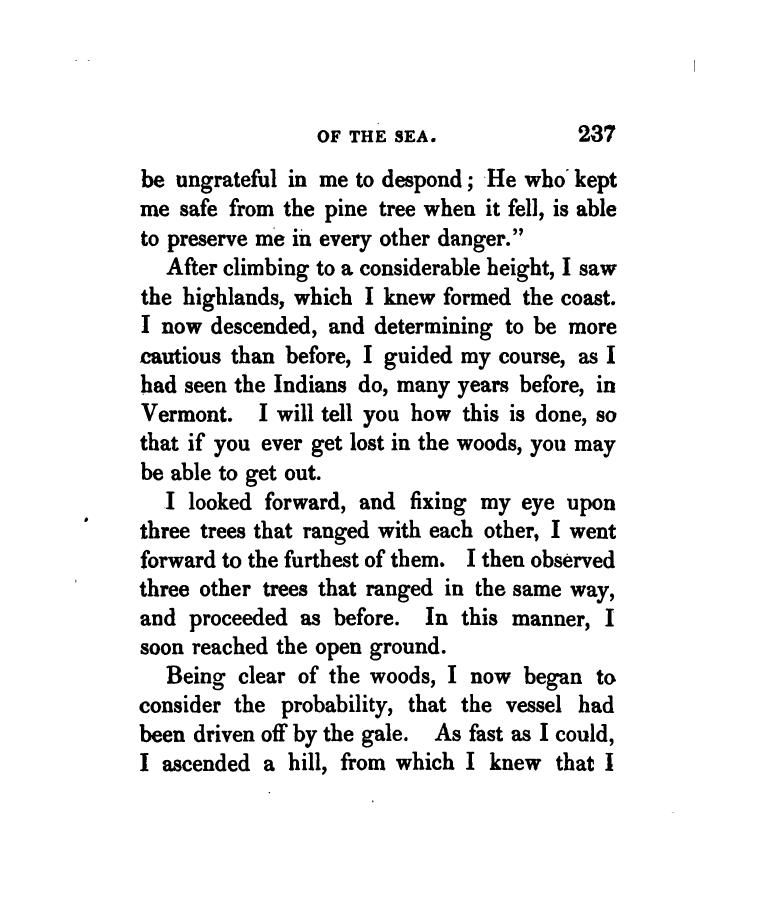 OF THE SEA. 237
be ungrateful in me to despond; He who kept
me safe from the pine tree when it fell, is able
to preserve me in every other danger."
After climbing to a considerable height, I saw
the highlands, which I knew formed the coast.
I now descended, and determining to be more
cautious than before, I guided my course, as I
had seen the Indians do, many years before, in
Vermont. I will tell you how this is done, so
that if you ever get lost in the woods, you may
be able to get out.
I looked forward, and fixing my eye upon
three trees that ranged with each other, I went
forward to the furthest of them. I then observed
three other trees that ranged in the same way,
and proceeded as before. In this manner, I
soon reached the open ground.
Being clear of the woods, I now began to
consider the probability, that the vessel had
been driven off by the gale. As fast as I could,
I ascended a hill, from which I knew that I